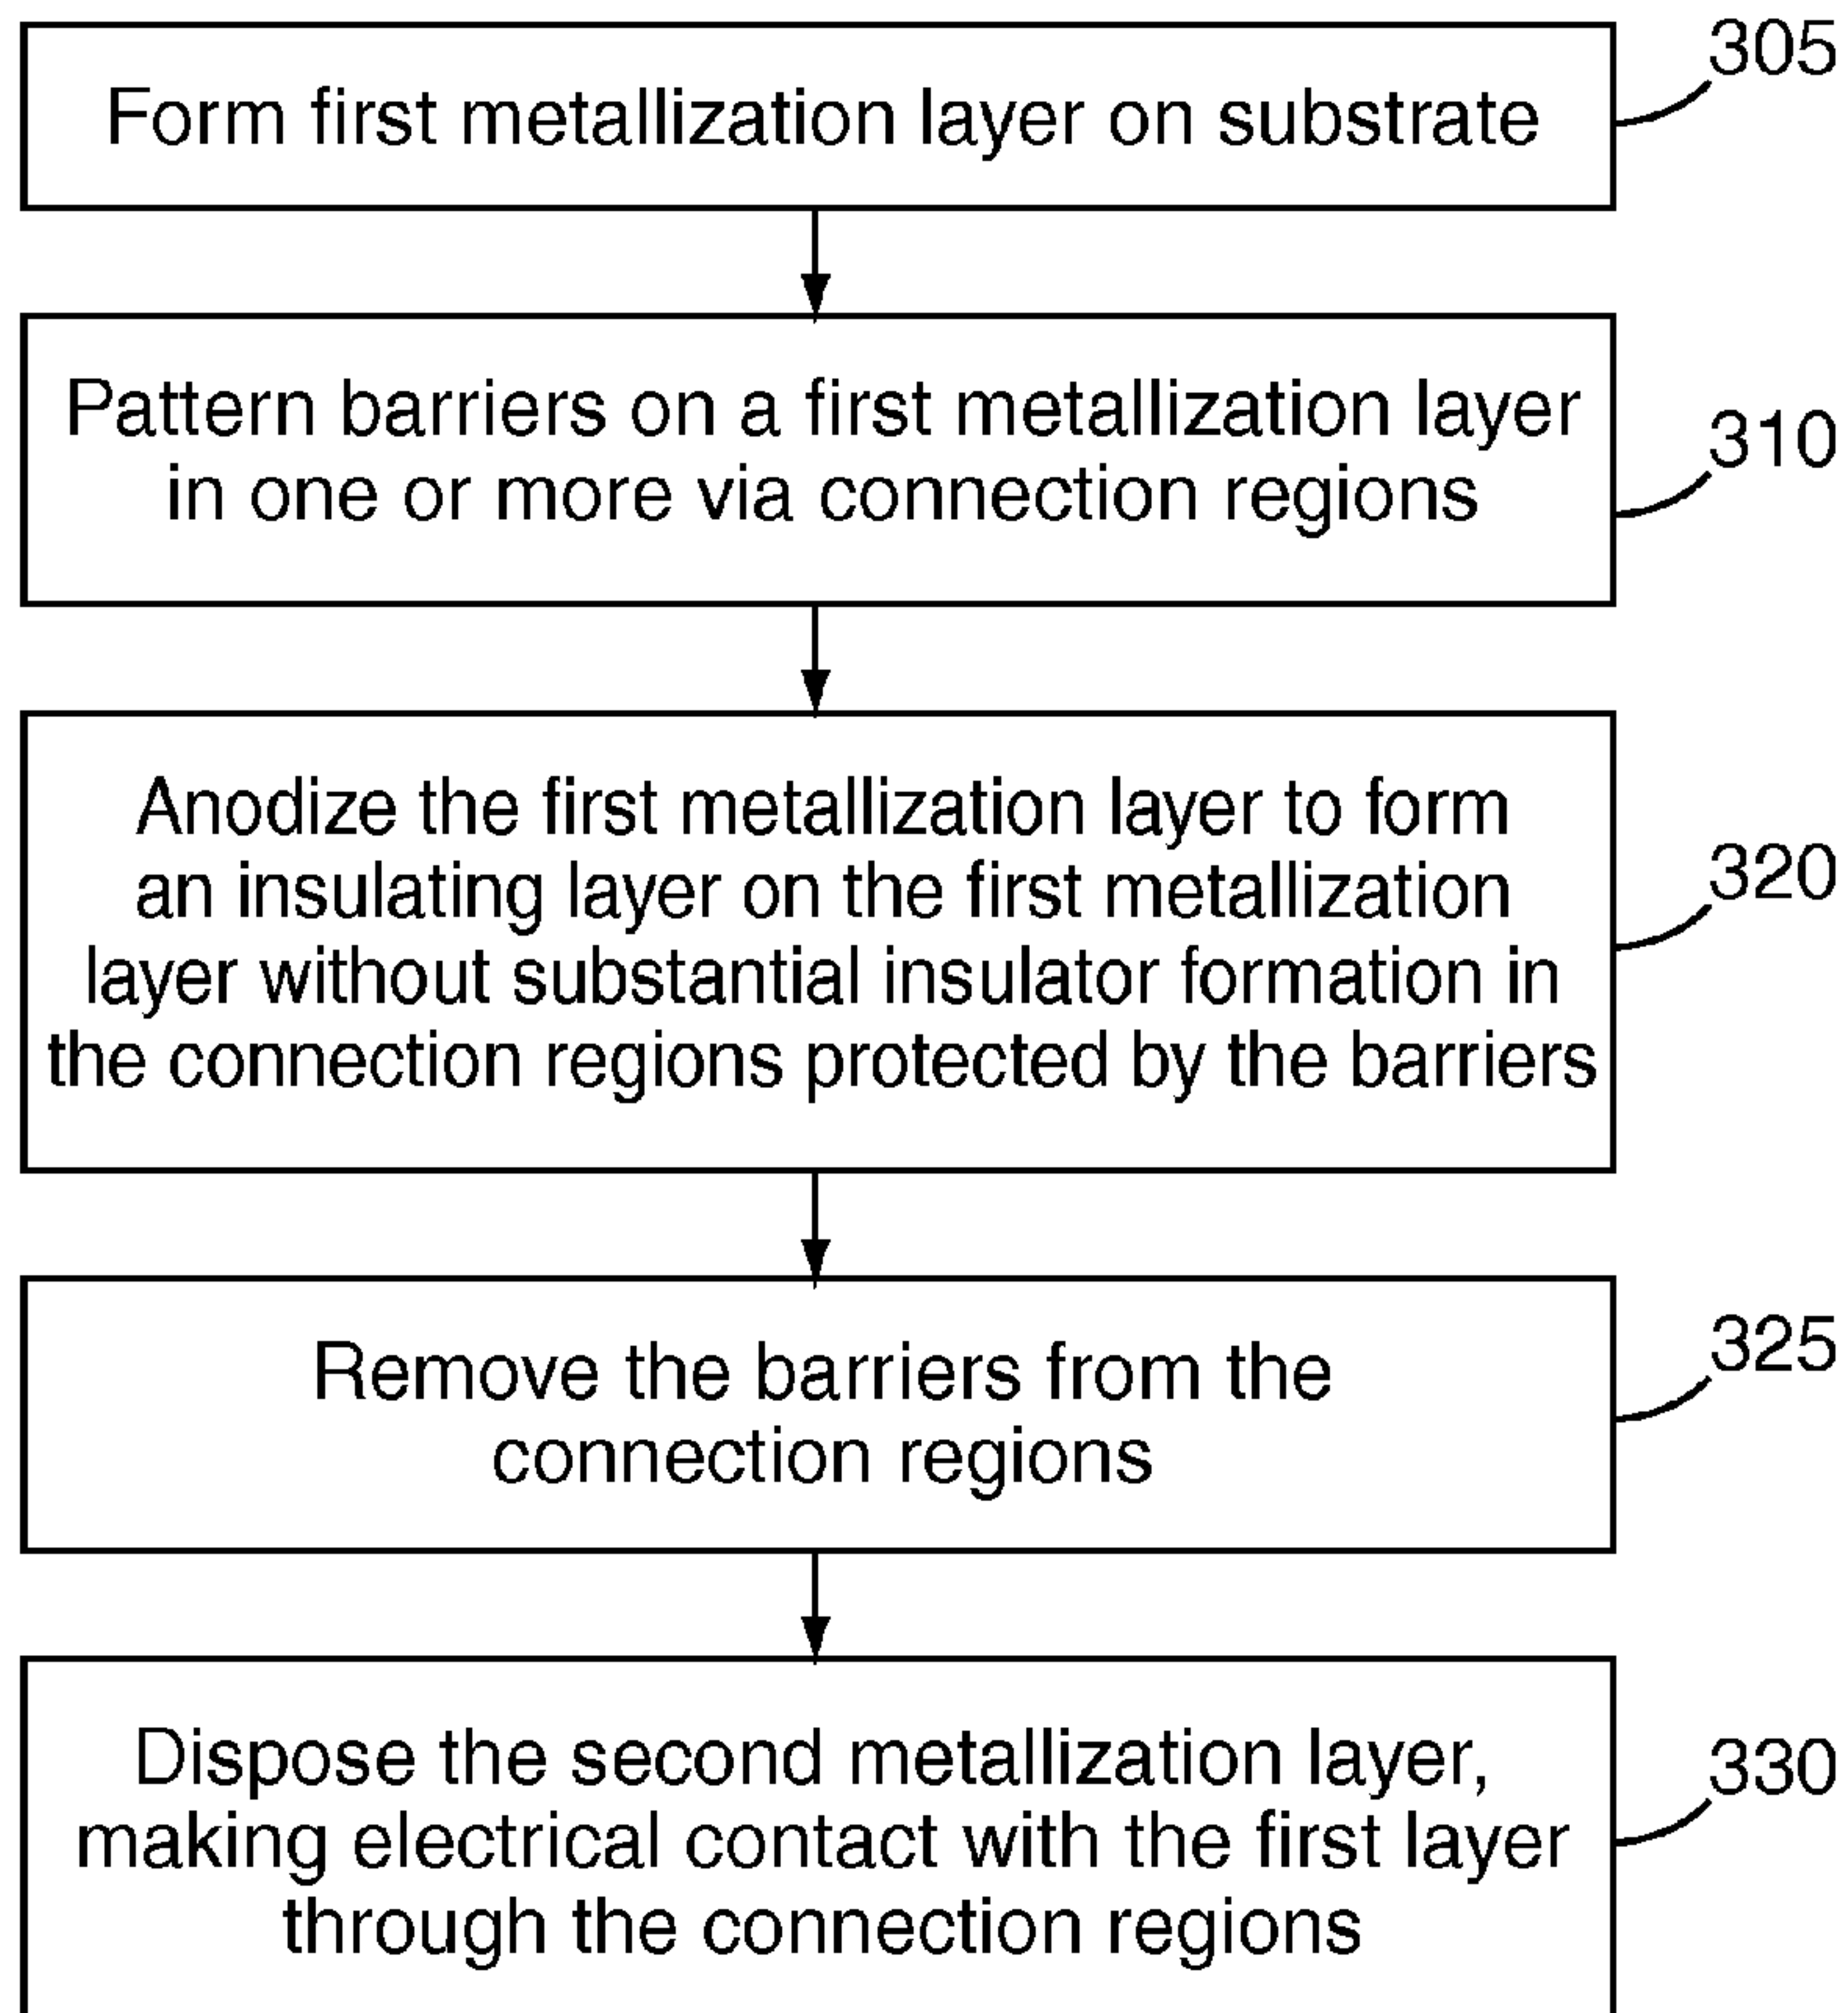 305
Form first metallization layer on substrate
Pattern barriers on a first metallization layer
in one or more via connection regions
310
Anodize the first metallization layer to form
an insulating layer on the first metallization
layer without substantial insulator formation in
the connection regions protected by the barriers
320
Remove the barriers from the
connection regions
325
Dispose the second metallization layer,
making electrical contact with the first layer
through the connection regions
330